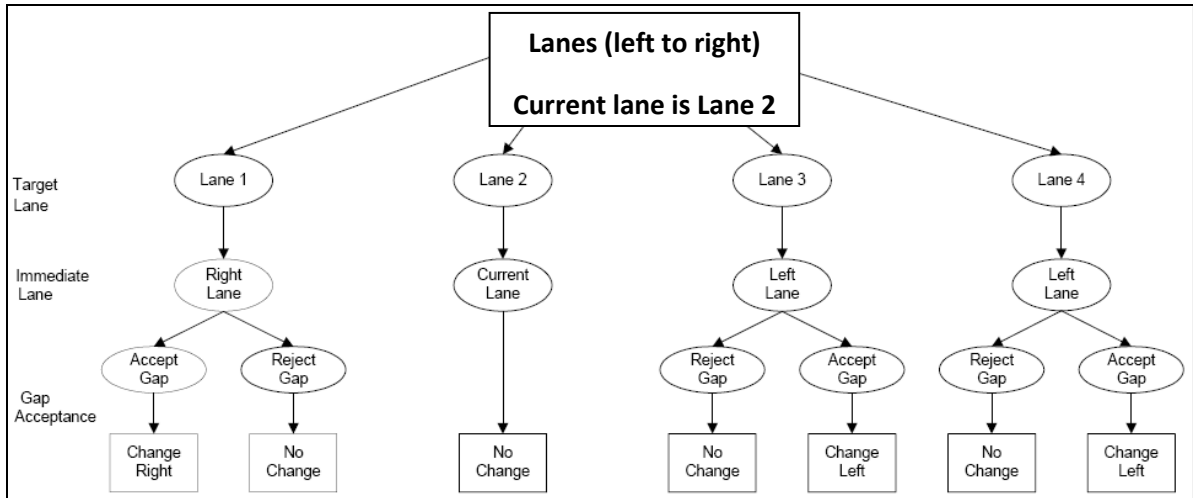 Lanes (left to right)
Current lane is Lane 2
Target
Lane
Lane 1
Lane 2
Lane 3
Lane 4
Immediate
Lane
Right
Lane
Current
Lane
Left
Lane
Left
Lane
Gap
Acceptance
Accept
Gap
Reject
Gap
Reject
Gap
Accept
Gap
Reject
Gap
Accept
Gap
Change
Right
No
Change
No
Change
No
Change
Change
Left
No
Change
Change
Left